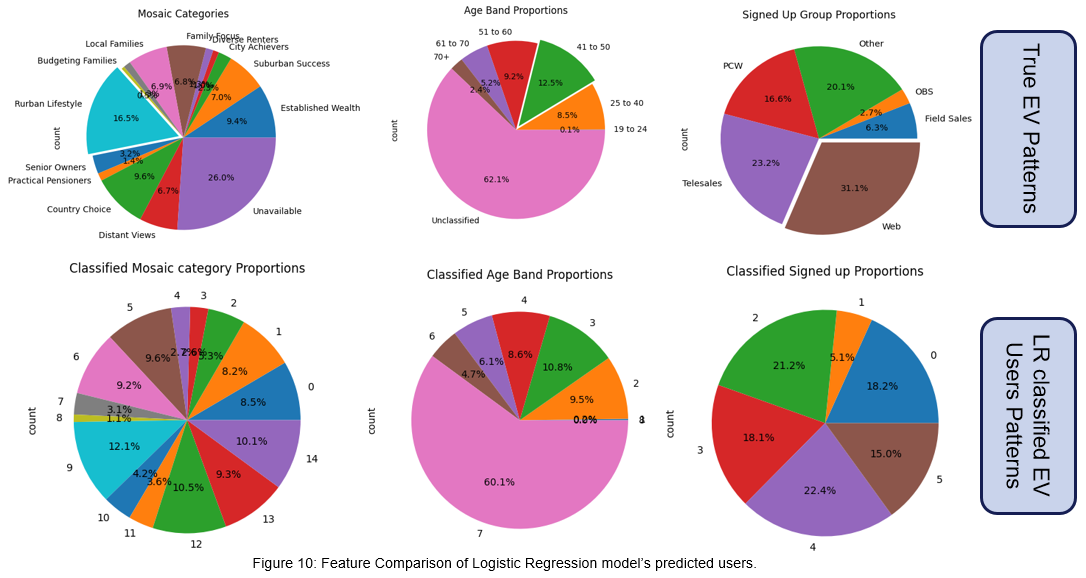 Mosaic Categories
Family Focus
Diverse Renters
City Achievers
Suburban Success
Established Wealth
Unavailable
Distant Views
Country Choice
Practical Pensioners
Senior Owners
Rurban Lifestyle
Budgeting Families
Local Families
count
6.9%
6.8%
7.0%
9.4%
26.0%
6.7%
9.6%
1.4%
3.2%
16.5%
Age Band Proportions
51 to 60
41 to 50
25 to 40
19 to 24
Unclassified
70+
61 to 70
count
9.2%
12.5%
8.5%
0.1%
62.1%
2.4%
5.2%
Signed Up Group Proportions
Other
OBS
Field Sales
Web
Telesales
PCW
count
20.1%
2.7%
6.3%
31.1%
23.2%
16.6%
True EV Patterns
Classified Mosaic category Proportions
0
1
2
3
4
5
6
7
8
9
10
11
12
13
14
count
8.5%
8.2%
9.6%
9.2%
3.1%
1.1%
12.1%
4.2%
3.6%
10.5%
9.3%
10.1%
Classified Age Band Proportions
2
3
4
5
6
7
count
9.5%
10.8%
8.6%
6.1%
4.7%
60.1%
Classified Signed up Proportions
0
1
2
3
4
5
count
18.2%
5.1%
21.2%
18.1%
22.4%
15.0%
LR classified EV
Users Patterns
Figure 10: Feature Comparison of Logistic Regression model's predicted users.